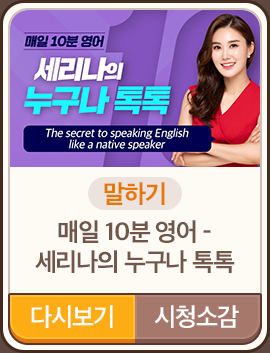 매일 10분 영어
세리나의
누구나 톡톡
The secret to speaking English
like a native speaker
말하기
매일 10분 영어 -
세리나의 누구나 톡톡
다시보기
시청소감